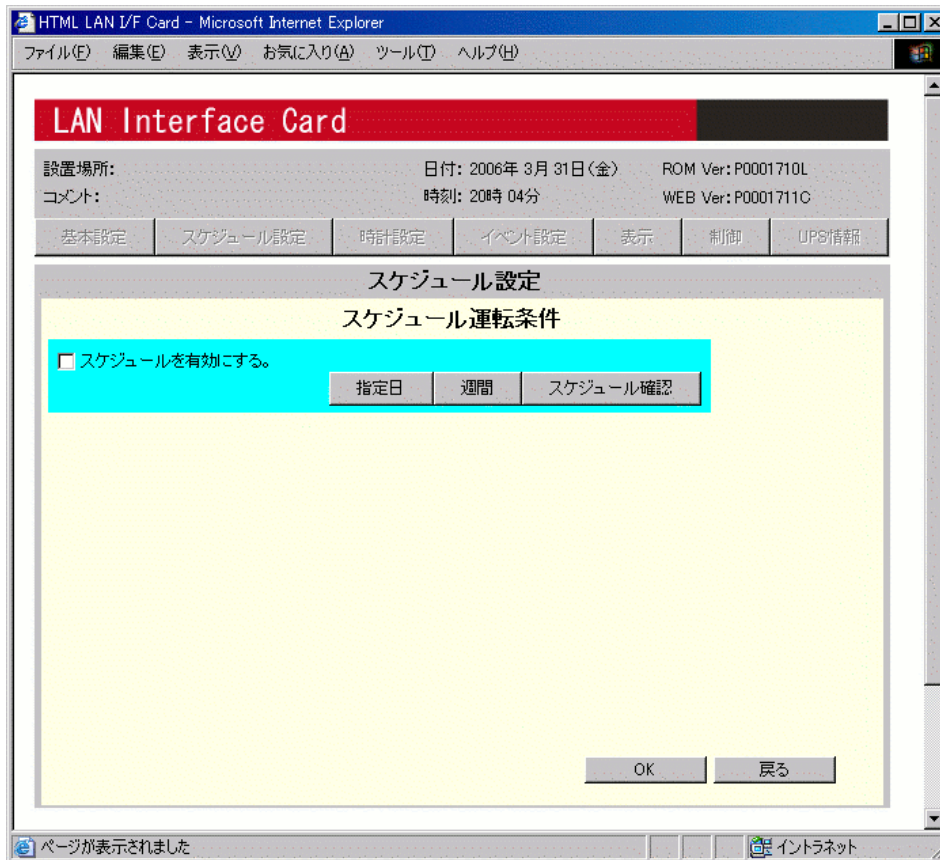 HTML LAN I/F Card - Microsoft Internet Explorer
ファイル(F) 編集(E) 表示(V) お気に入り(A) ツール(T) ヘルプ(H)
LAN Interface Card
設置場所: 日付: 2006年 3月 31日(金) ROM Ver:P0001710L
コメント: 時刻: 20時 04分 WEB Ver:P0001711C
基本設定 スケジュール設定 時計設定 イベント設定 表示 制御 UPS情報
スケジュール設定
スケジュール運転条件
スケジュールを有効にする。
指定日 週間 スケジュール確認
OK 戻る
ページが表示されました イントラネット